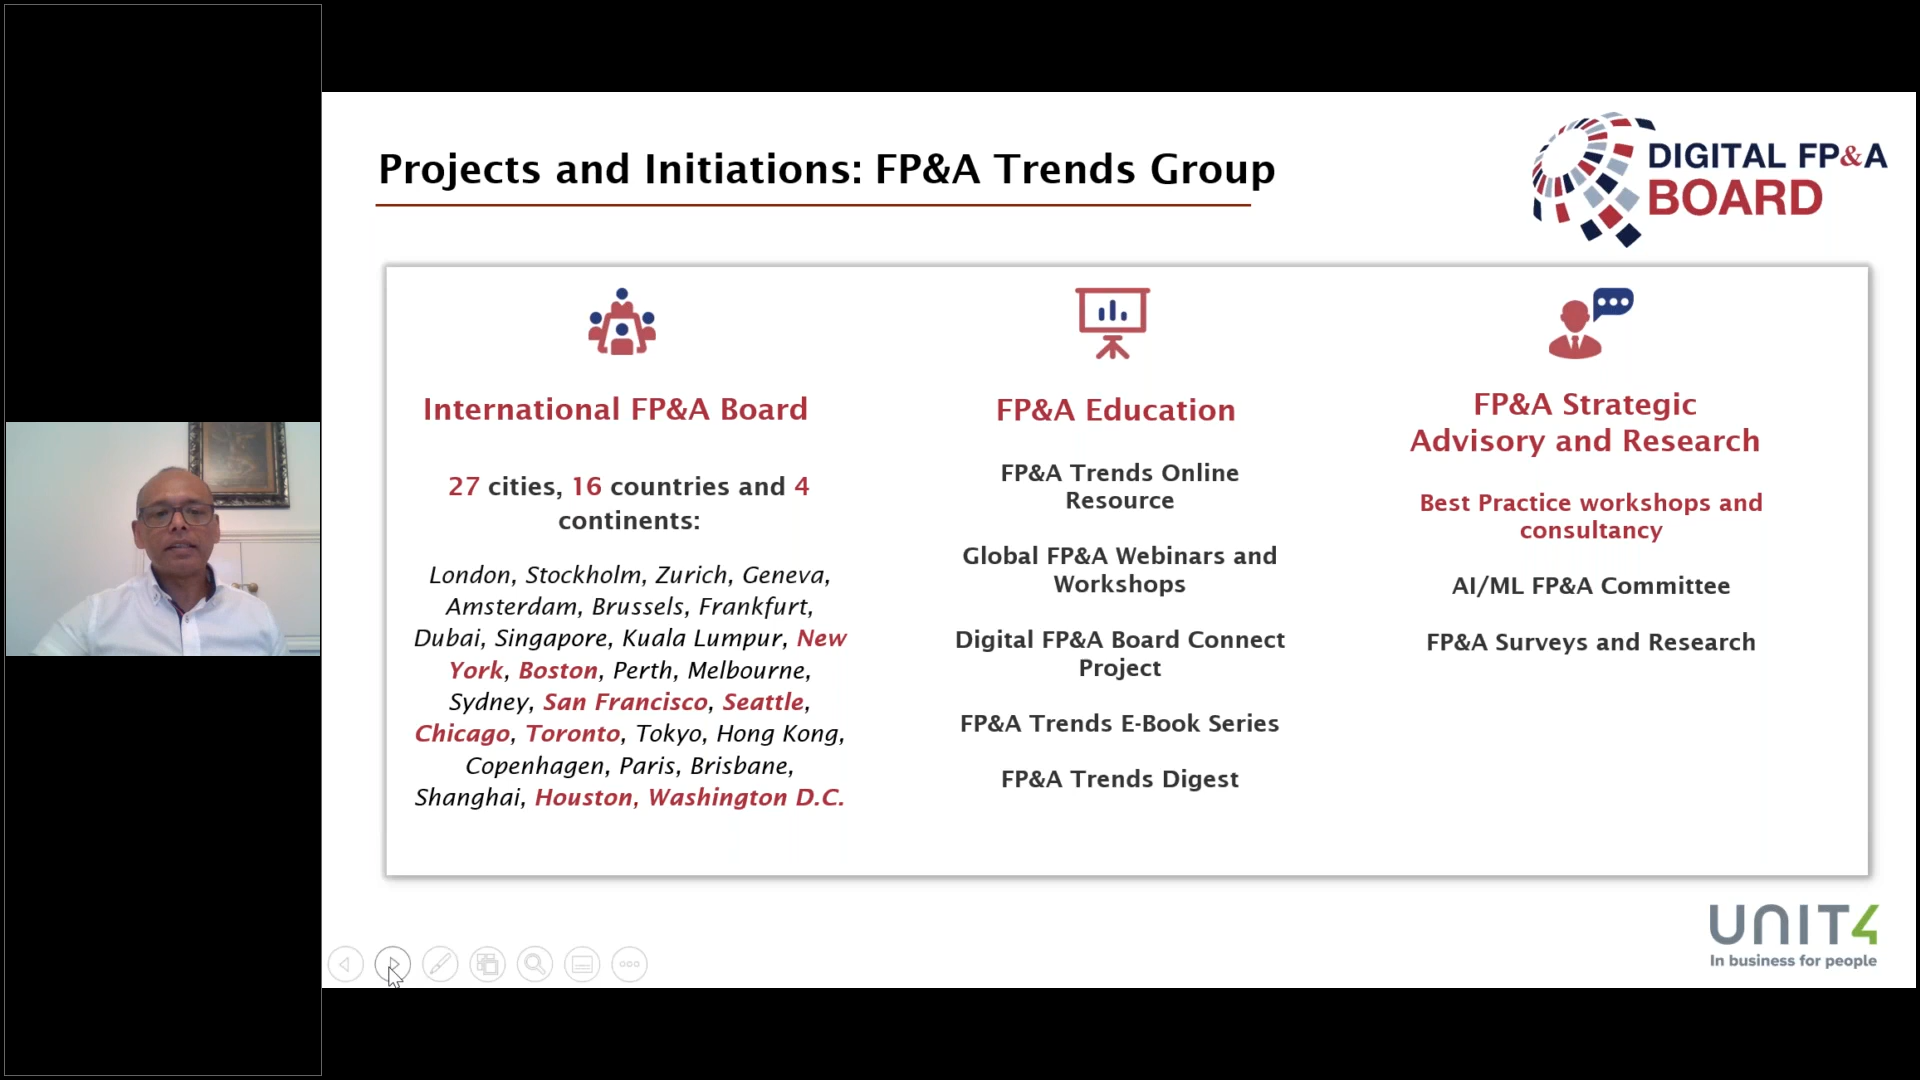 Projects and Initiations: FP&A Trends Group
DIGITAL FP&A
BOARD
International FP&A Board
27 cities, 16 countries and 4
continents:
London, Stockholm, Zurich, Geneva,
Amsterdam, Brussels, Frankfurt,
Dubai, Singapore, Kuala Lumpur, New
York, Boston, Perth, Melbourne,
Sydney, San Francisco, Seattle,
Chicago, Toronto, Tokyo, Hong Kong,
Copenhagen, Paris, Brisbane,
Shanghai, Houston, Washington D.C.
FP&A Education
FP&A Trends Online
Resource
Global FP&A Webinars and
Workshops
Digital FP&A Board Connect
Project
FP&A Trends E-Book Series
FP&A Trends Digest
FP&A Strategic
Advisory and Research
Best Practice workshops and
consultancy
AI/ML FP&A Committee
FP&A Surveys and Research
UNIT4
In business for people